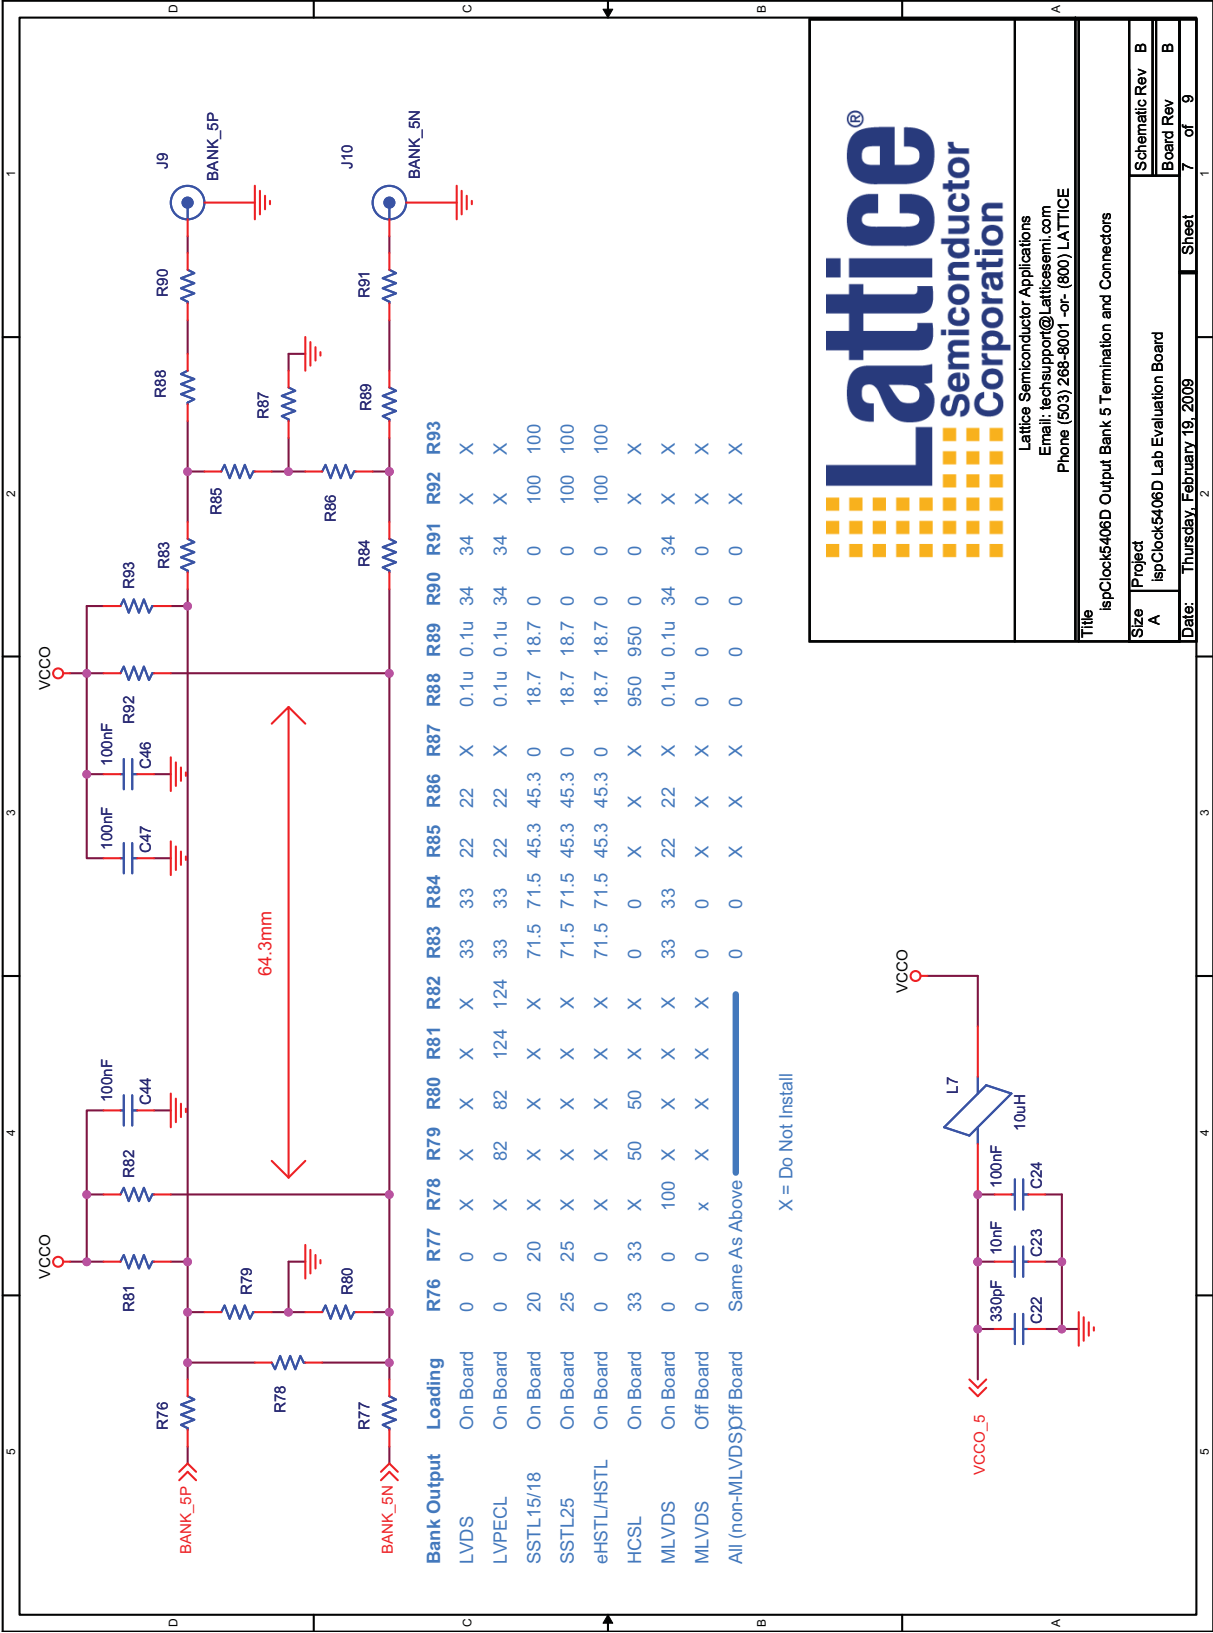 5
4
3
2
1
D
C
B
A
VCCO
VCCO
R81
R82
100nF
C44
100nF
C47
100nF
C46
R92
R93
BANK_5P
R76
R83
R88
R90
J9
BANK_5P
R78
R79
R80
64.3mm
R85
R86
R87
BANK_5N
R77
R84
R89
R91
J10
BANK_5N
Bank Output Loading R76 R77 R78 R79 R80 R81 R82 R83 R84 R85 R86 R87 R88 R89 R90 R91 R92 R93
LVDS On Board 0 0 X X X X X 33 33 22 22 X 0.1u 0.1u 34 34 X X
LVPECL On Board 0 0 X 82 82 124 124 33 33 22 22 X 0.1u 0.1u 34 34 X X
SSTL15/18 On Board 20 20 X X X X X 71.5 71.5 45.3 45.3 0 18.7 18.7 0 0 100 100
SSTL25 On Board 25 25 X X X X X 71.5 71.5 45.3 45.3 0 18.7 18.7 0 0 100 100
eHSTL/HSTL On Board 0 0 X X X X X 71.5 71.5 45.3 45.3 0 18.7 18.7 0 0 100 100
HCSL On Board 33 33 X 50 50 X X 0 0 X X X 950 950 0 0 X X
MLVDS On Board 0 0 100 X X X X 33 33 22 22 X 0.1u 0.1u 34 34 X X
MLVDS Off Board 0 0 x X X X X 0 0 X X X 0 0 0 0 X X
All (non-MLVDS)Off Board Same As Above 0 0 X X X 0 0 0 0 X X
X = Do Not Install
VCCO_5
330pF
C22
10nF
C23
100nF
C24
L7
10uH
VCCO
Lattice®
Semiconductor
Corporation
Lattice Semiconductor Applications
Email: techsupport@Latticesemi.com
Phone (503) 268-8001 -or- (800) LATTICE
Title
ispClock5406D Output Bank 5 Termination and Connectors
Size Project Schematic Rev B
A ispClock5406D Lab Evaluation Board Board Rev B
Date: Thursday, February 19, 2009 Sheet 7 of 9
5
4
3
2
1
D
C
B
A